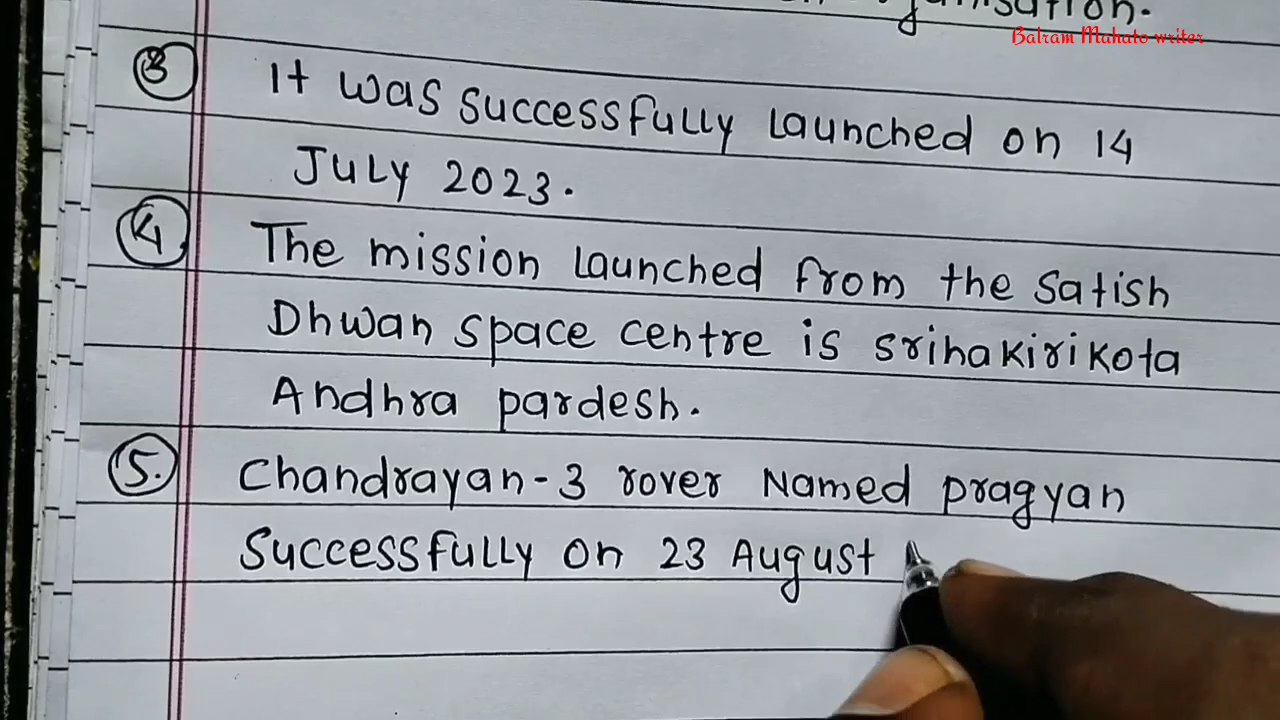 isation.
Balram Mahato writer
3 It was successfully launched on 14
July 2023.
4 The mission launched from the Satish
Dhwan space centre is srihakirikota
Andhra pardesh.
5. Chandrayan-3 rover Named pragyan
Successfully on 23 August